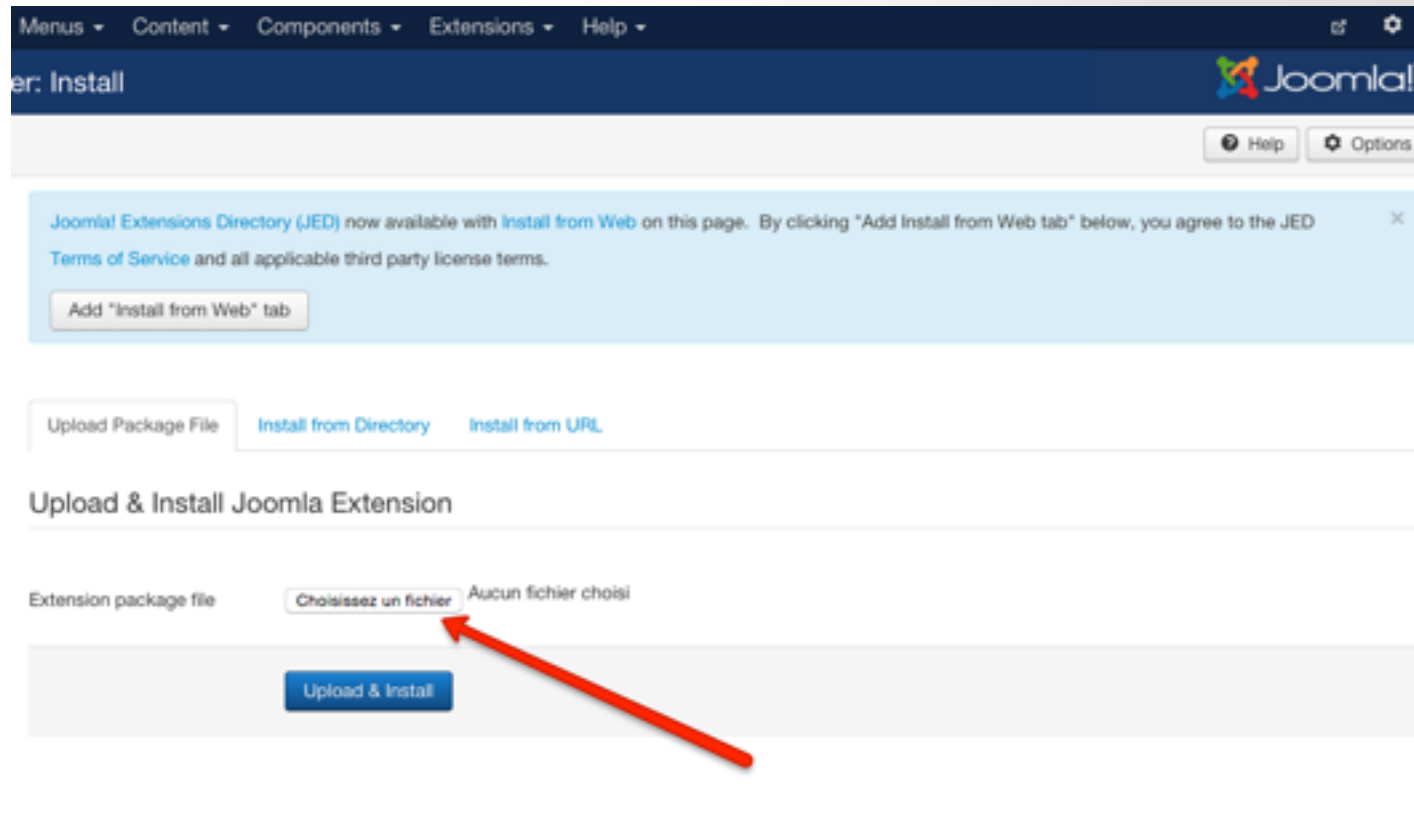 Menus Content Components Extensions Help
er: Install
Joomla!
Help Options
Joomla! Extensions Directory (JED) now available with Install from Web on this page. By clicking "Add Install from Web tab" below, you agree to the JED
Terms of Service and all applicable third party license terms.
Add "Install from Web" tab
Upload Package File Install from Directory Install from URL
Upload & Install Joomla Extension
Extension package file Choisissez un fichier Aucun fichier choisi
Upload & Install